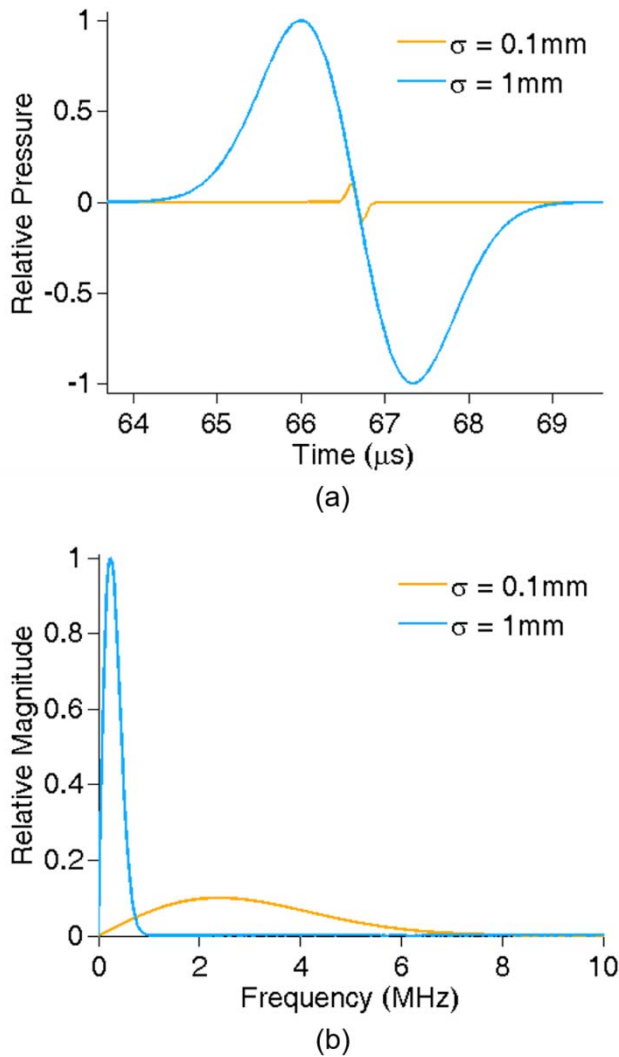 1
σ = 0.1mm
σ = 1mm
0.5
0
-0.5
-1
Relative Pressure
64 65 66 67 68 69
Time (μs)
(a)
1
σ = 0.1mm
σ = 1mm
0.8
0.6
0.4
0.2
0
Relative Magnitude
0 2 4 6 8 10
Frequency (MHz)
(b)